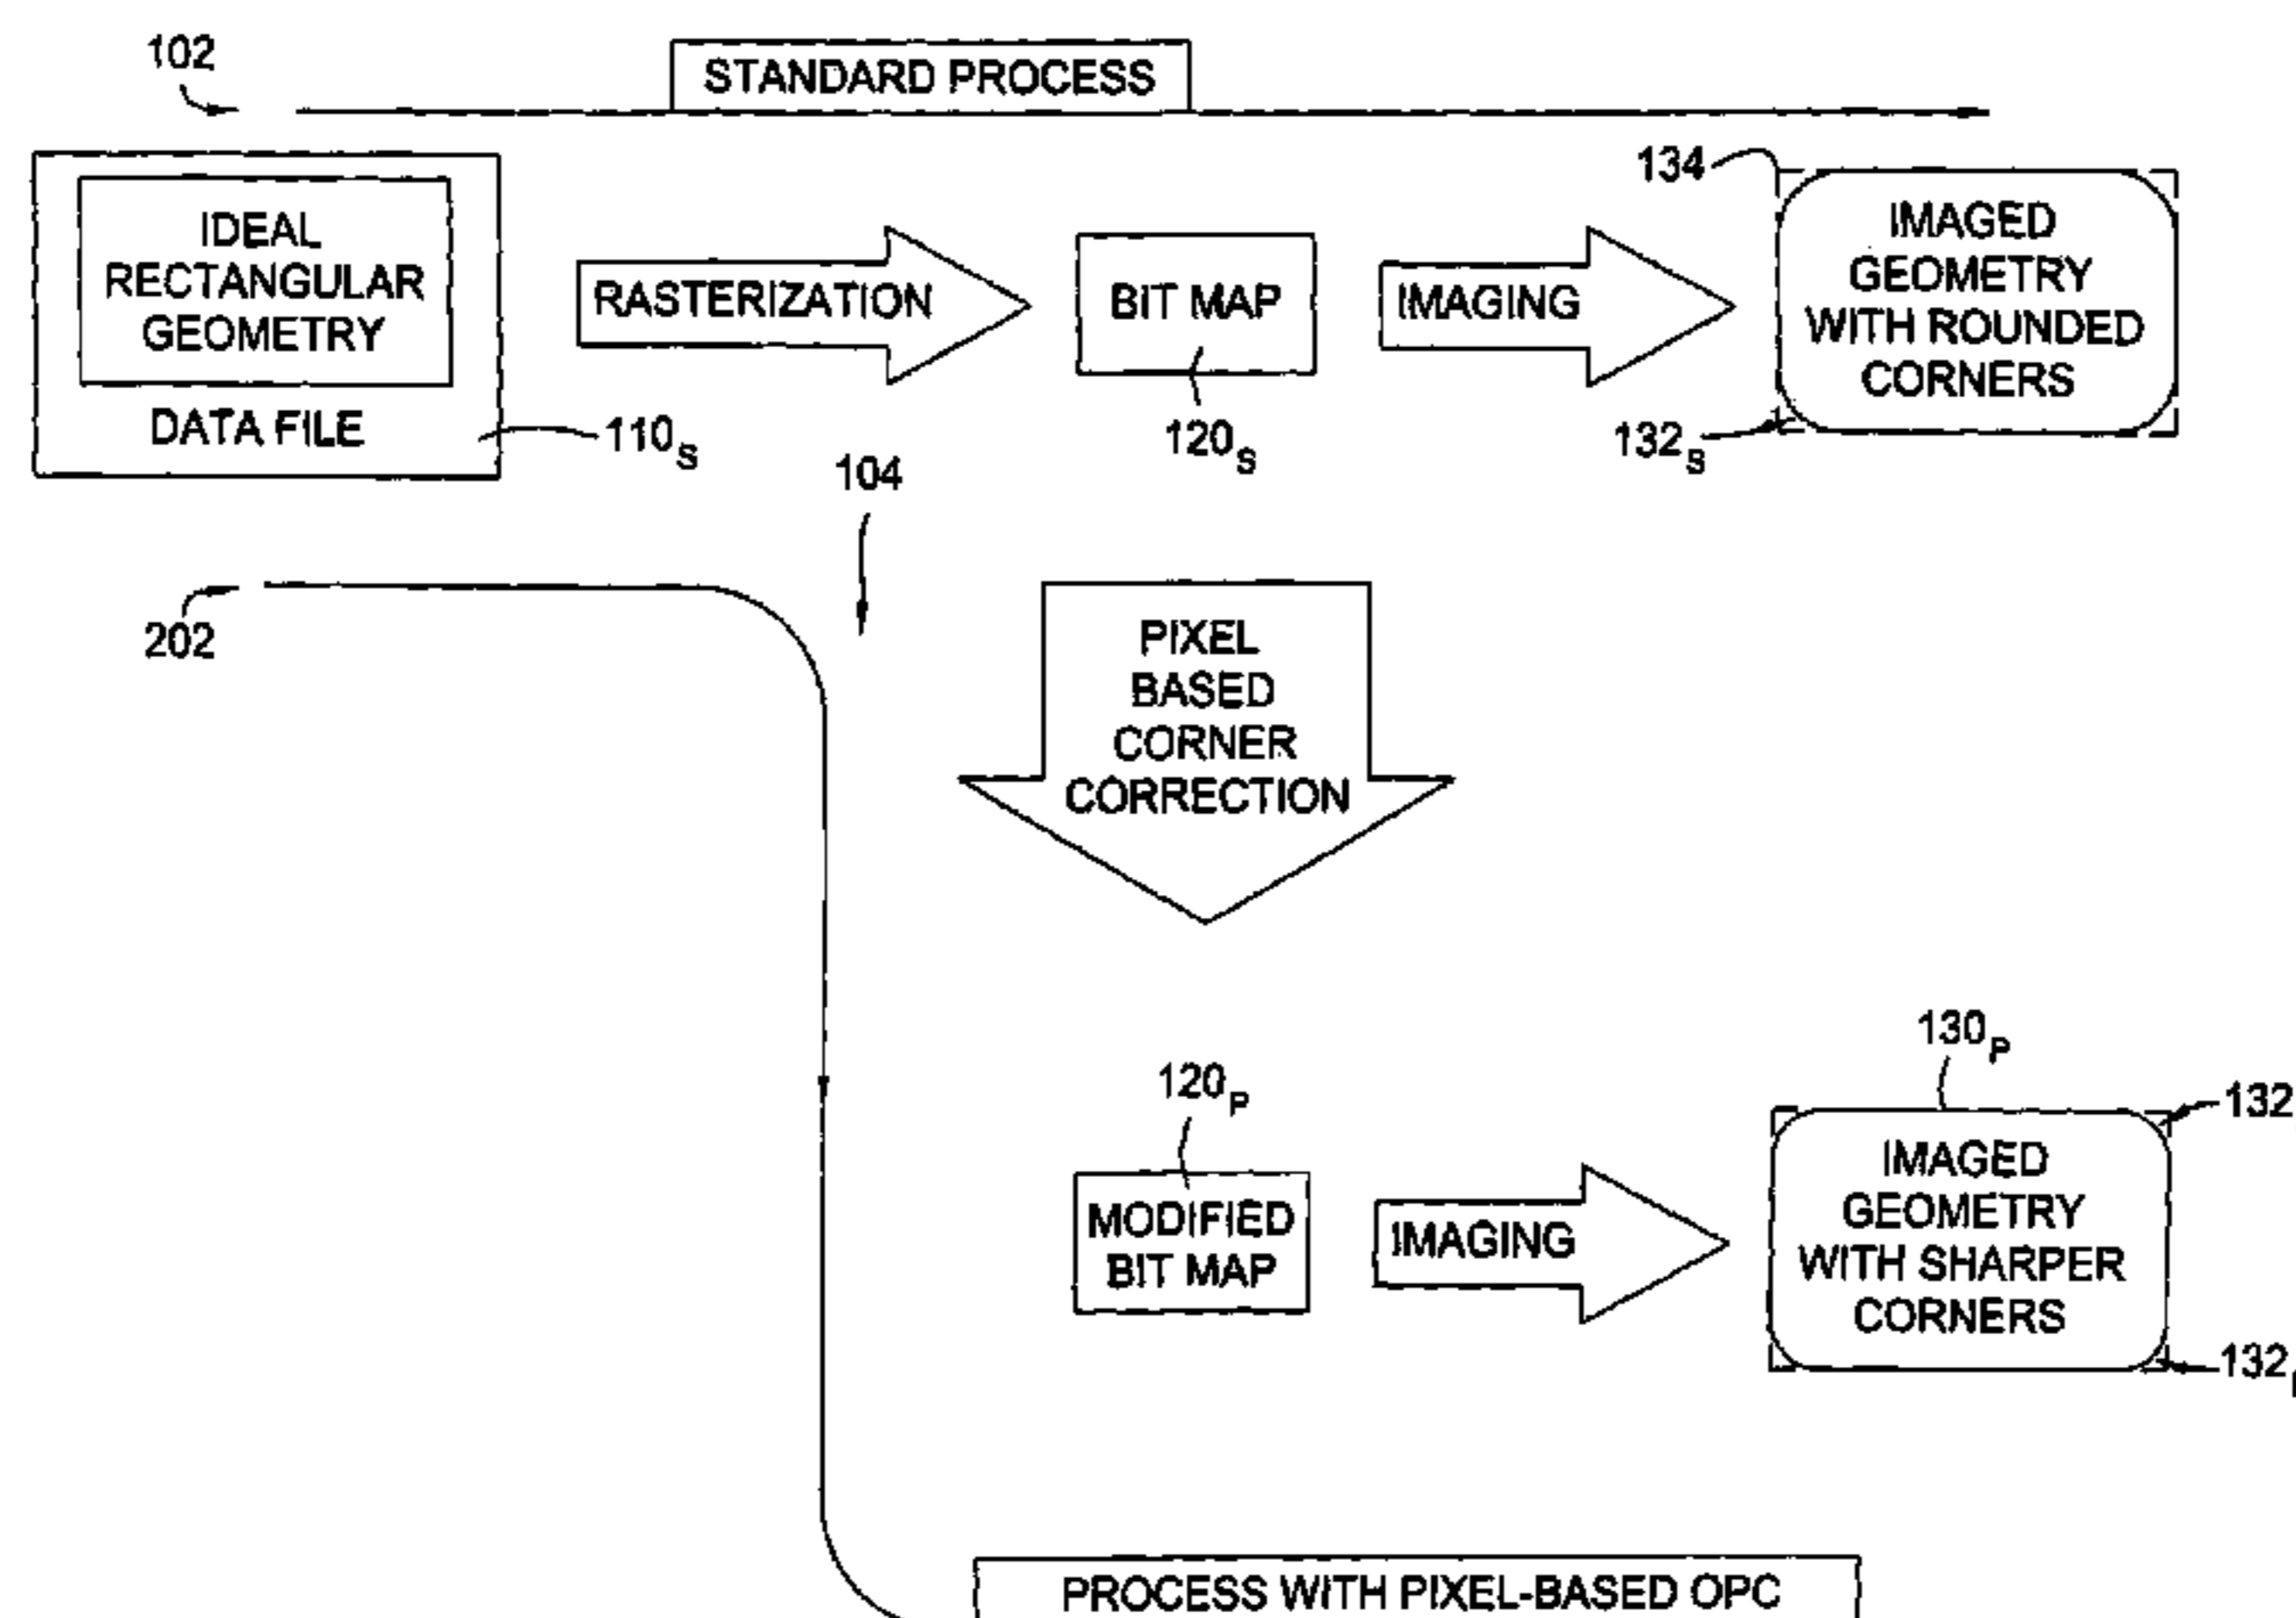 102
STANDARD PROCESS
134
IDEAL
RECTANGULAR
GEOMETRY
DATA FILE
110S
RASTERIZATION
BIT MAP
120S
IMAGING
IMAGED
GEOMETRY
WITH ROUNDED
CORNERS
132S
104
202
PIXEL
BASED
CORNER
CORRECTION
120P
MODIFIED
BIT MAP
IMAGING
130P
132
IMAGED
GEOMETRY
WITH SHARPER
CORNERS
132
PROCESS WITH PIXEL-BASED OPC